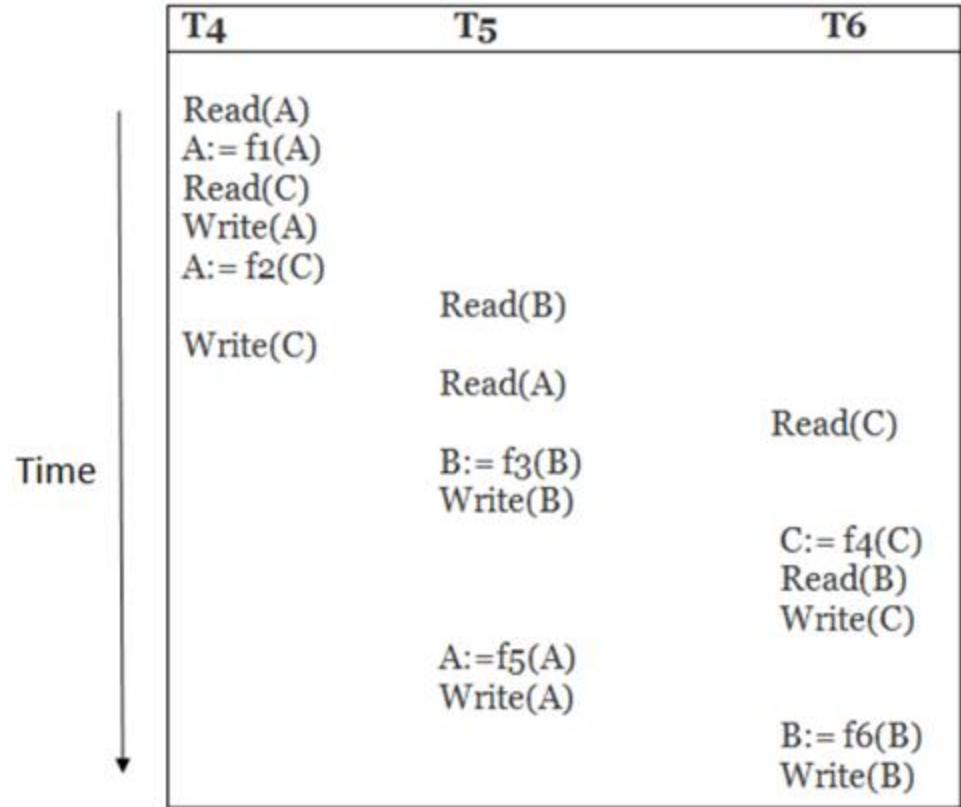 T4 T5 T6
Read(A)
A:= f1(A)
Read(C)
Write(A)
A:= f2(C)
Read(B)
Write(C)
Read(A)
Read(C)
Time
B:= f3(B)
Write(B)
C:= f4(C)
Read(B)
Write(C)
A:=f5(A)
Write(A)
B:= f6(B)
Write(B)